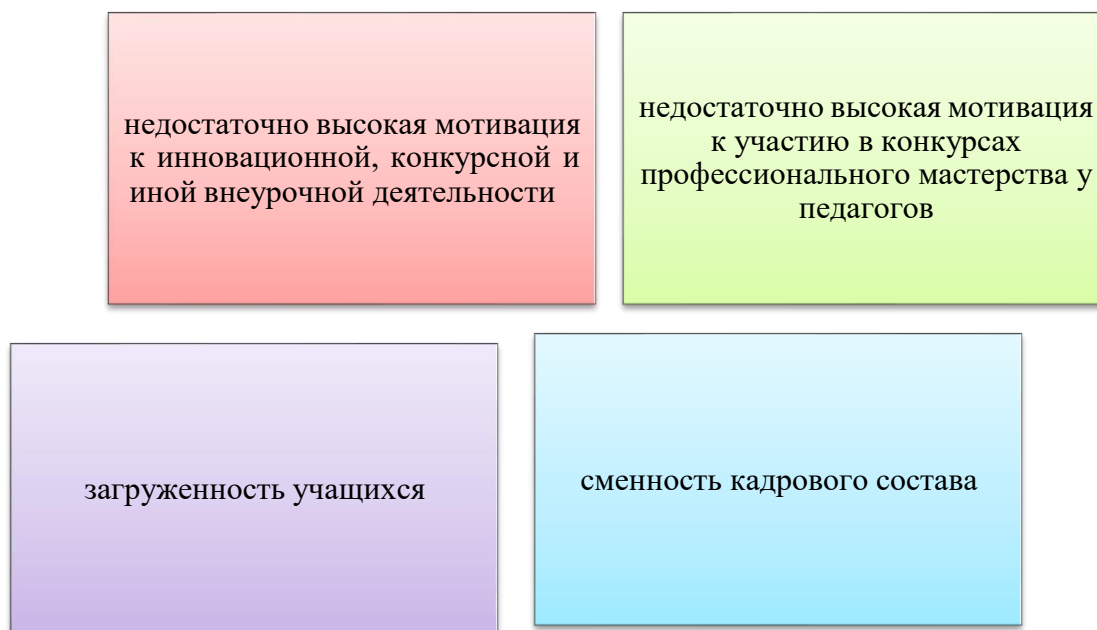 недостаточно высокая мотивация
к инновационной, конкурсной и
иной внеурочной деятельности
недостаточно высокая мотивация
к участию в конкурсах
профессионального мастерства у
педагогов
загруженность учащихся
сменность кадрового состава